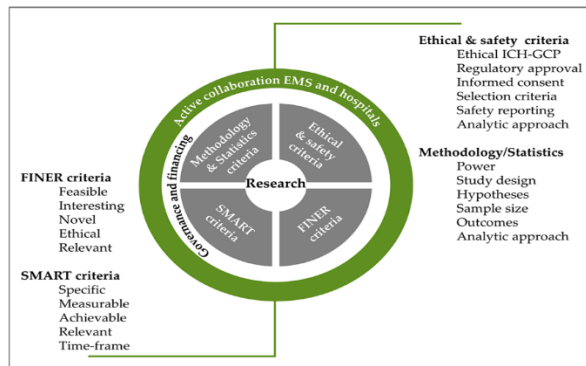 Ethical & safety criteria
Ethical ICH-GCP
Regulatory approval
Informed consent
Selection criteria
Safety reporting
Analytic approach
Methodology/Statistics
Power
Study design
Hypotheses
Sample size
Outcomes
Analytic approach
Active collaboration EMS and hospitals
Governance and financing
Methodology
& Statistics
criteria
Ethical
& safety
criteria
Research
SMART
criteria
FINER
criteria
FINER criteria
Feasible
Interesting
Novel
Ethical
Relevant
SMART criteria
Specific
Measurable
Achievable
Relevant
Time-frame